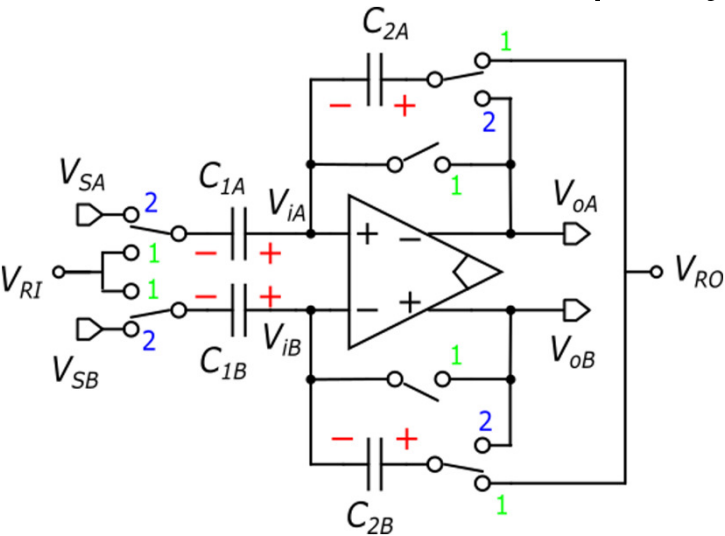 C2A
1
− +
2
VSA
2
C1A
ViA
1
VoA
− +
+ −
VRI
1
1
− +
− +
VRO
2
C1B
ViB
1
VoB
VSB
− +
2
C2B
1